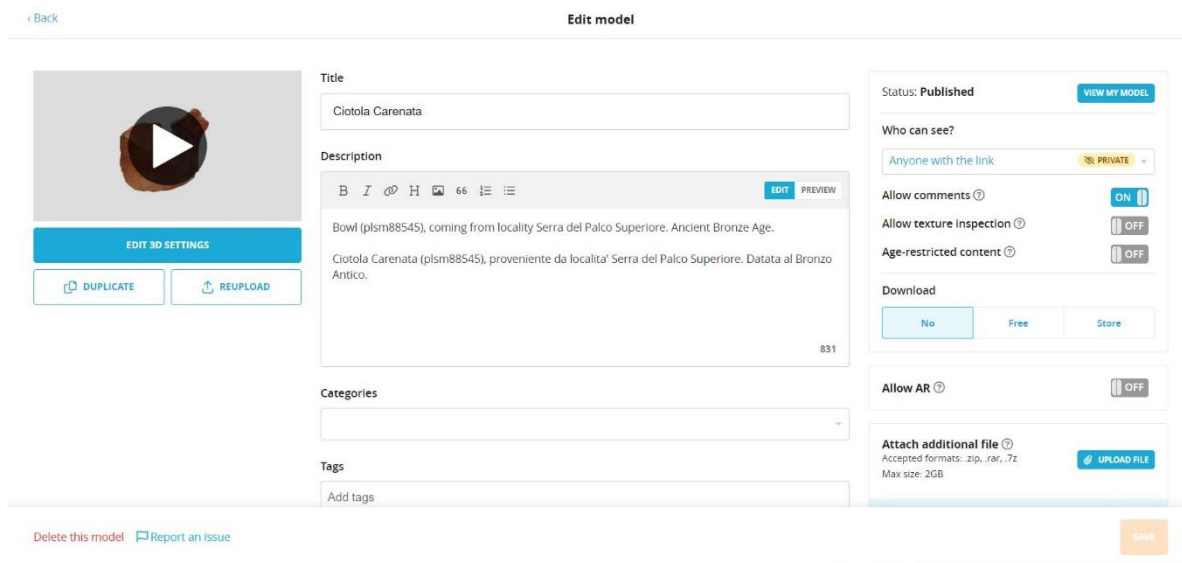 ‹ Back
Edit model
EDIT 3D SETTINGS
DUPLICATE
REUPLOAD
Title
Ciotola Carenata
Description
B I H 66
EDIT PREVIEW
Bowl (plsm88545), coming from locality Serra del Palco Superiore. Ancient Bronze Age.
Ciotola Carenata (plsm88545), proveniente da localita' Serra del Palco Superiore. Datata al Bronzo
Antico.
831
Categories
Tags
Add tags
Status: Published
VIEW MY MODEL
Who can see?
Anyone with the link
PRIVATE
Allow comments ?
ON
Allow texture inspection ?
OFF
Age-restricted content ?
OFF
Download
No Free Store
Allow AR ?
OFF
Attach additional file ?
Accepted formats: .zip, .rar, .7z
Max size: 2GB
UPLOAD FILE
Delete this model
Report an issue
SAVE